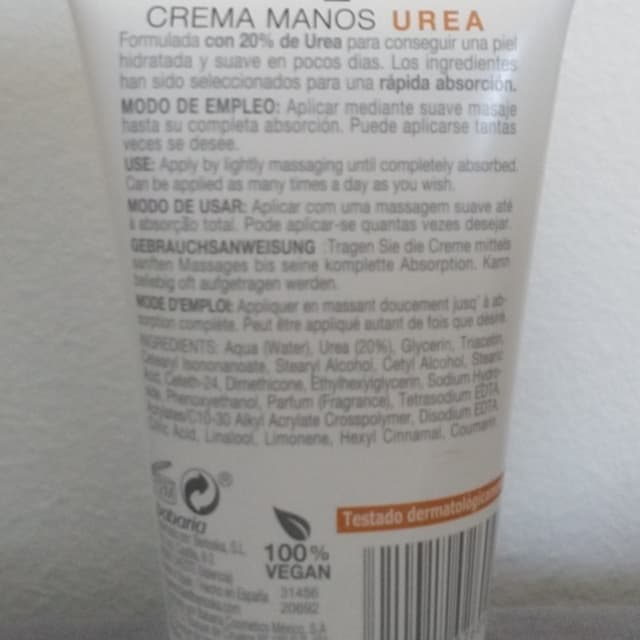 CREMA MANOS UREA
Formulada con 20% de Urea para conseguir una piel
hidratada y suave en pocos días. Los ingredientes
han sido seleccionados para una rápida absorción.
MODO DE EMPLEO: Aplicar mediante suave masaje
hasta su completa absorción. Puede aplicarse tantas
veces se desee.
USE: Apply by lightly massaging until completely absorbed.
Can be applied as many times a day as you wish.
MODO DE USAR: Aplicar com uma massagem suave até
à absorção total. Pode aplicar-se quantas vezes desejar.
GEBRAUCHSANWEISUNG :Tragen Sie die Creme mittels
sanften Massages bis seine komplette Absorption. Kann
beliebig oft aufgetragen werden.
MODE D'EMPLOI: Appliquer en massant doucement jusqu' à ab-
sorption complète. Peut être appliqué autant de fois que désiré.
INGREDIENTS: Aqua (Water), Urea (20%), Glycerin, Triacetin,
Isononanoate, Stearyl Alcohol, Cetyl Alcohol,
Ceteth-24, Dimethicone, Ethylhexylglycerin, Sodium
Phenoxyethanol, Parfum (Fragrance), Tetrasodium EDTA,
C10-30 Alkyl Acrylate Crosspolymer, Disodium EDTA,
Acid, Linalool, Limonene, Hexyl Cinnamal, Coumarin.
babaria
S.L.
100%
VEGAN
en España
31456
20692
Testado dermatológicamente
Cosmetics México, S.A.